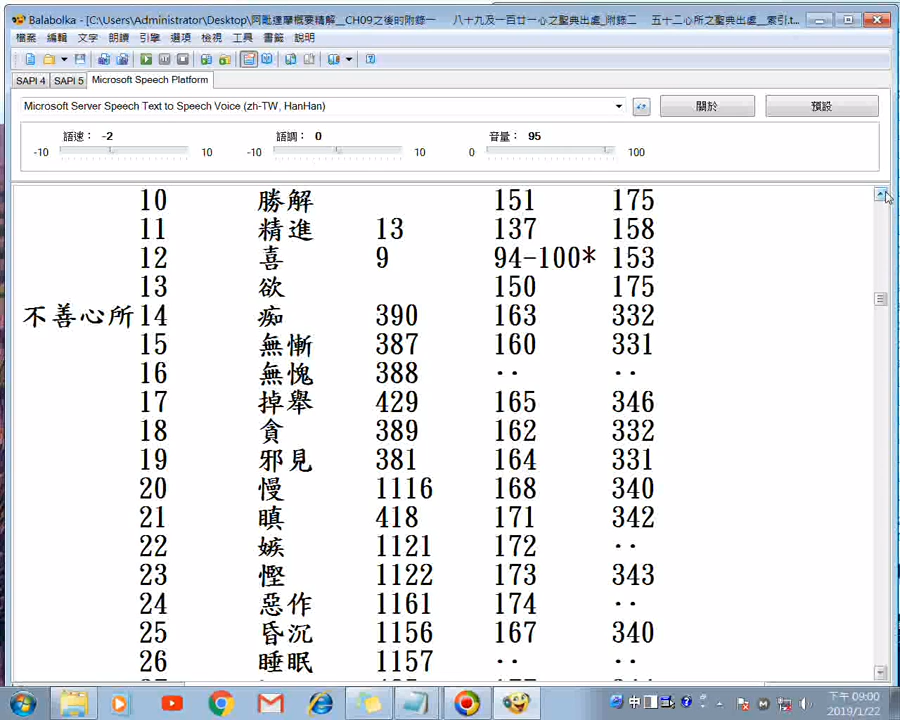 Balabolka - [C:\Users\Administrator\Desktop\阿毗達摩概要精解__CH09之後的附錄一　八十九及一百廿一心之聖典出處_附錄二　五十二心所之聖典出處__索引.t...
檔案 編輯 文字 朗讀 引擎 選項 檢視 工具 書籤 說明
SAPI 4 SAPI 5 Microsoft Speech Platform
Microsoft Server Speech Text to Speech Voice (zh-TW, HanHan) 關於 預設
語速： -2 語調： 0 音量： 95
-10 10 -10 10 0 100
10 勝解 151 175
11 精進 13 137 158
12 喜 9 94-100* 153
13 欲 150 175
不善心所14 痴 390 163 332
15 無慚 387 160 331
16 無愧 388 ‥ ‥
17 掉舉 429 165 346
18 貪 389 162 332
19 邪見 381 164 331
20 慢 1116 168 340
21 瞋 418 171 342
22 嫉 1121 172 ‥
23 慳 1122 173 343
24 惡作 1161 174 ‥
25 昏沉 1156 167 340
26 睡眠 1157 ‥ ‥
中
下午 09:00
2019/1/22